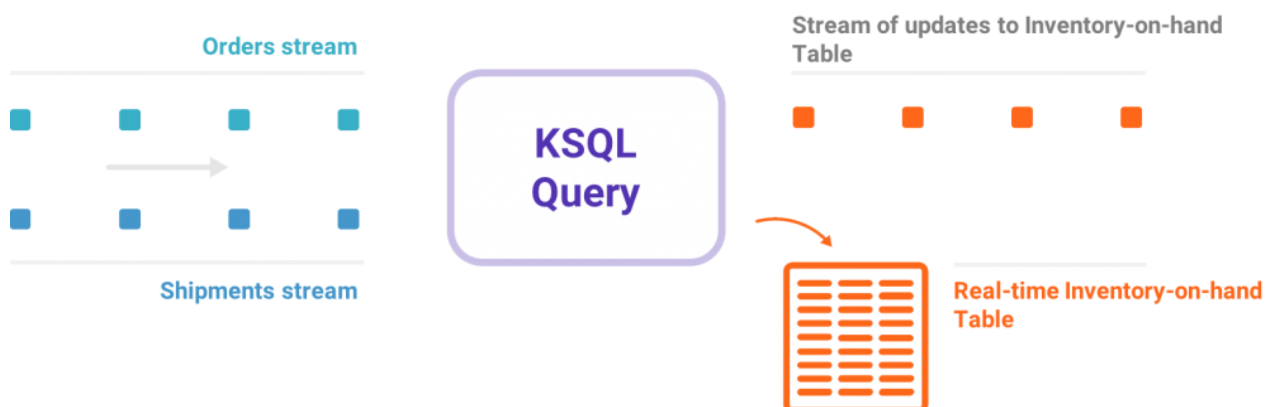 Orders stream
Shipments stream
KSQL
Query
Stream of updates to Inventory-on-hand
Table
Real-time Inventory-on-hand
Table